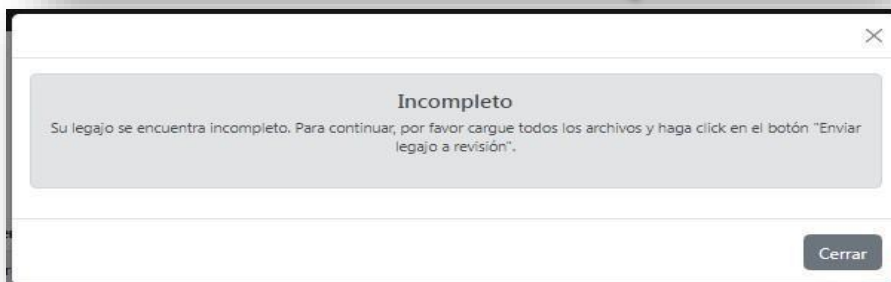 Incompleto
Su legajo se encuentra incompleto. Para continuar, por favor cargue todos los archivos y haga click en el botón "Enviar
legajo a revisión".
Cerrar